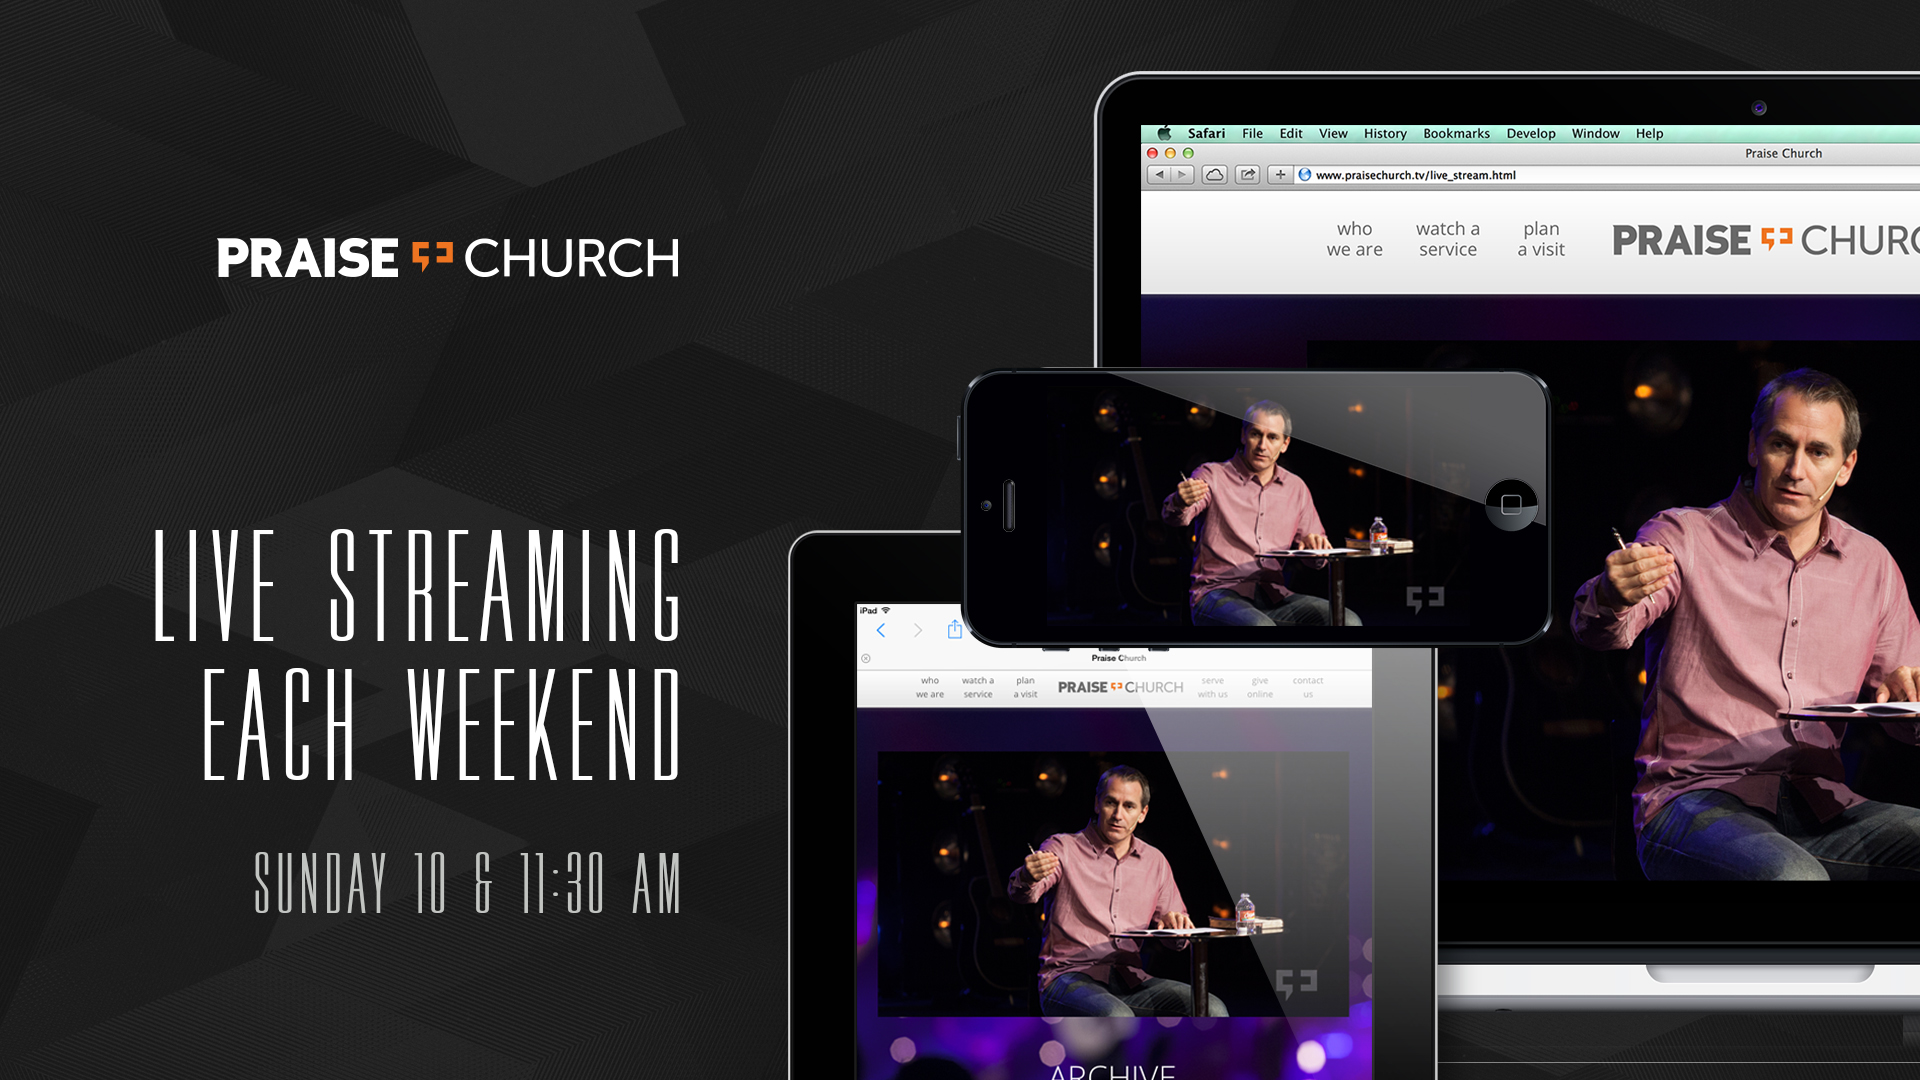 PRAISE CHURCH
LIVE STREAMING
EACH WEEKEND
SUNDAY 10 & 11:30 AM
Safari File Edit View History Bookmarks Develop Window Help
Praise Church
www.praisechurch.tv/live_stream.html
who
we are
watch a
service
plan
a visit
PRAISE CHURC
iPad
Praise Church
who
we are
watch a
service
plan
a visit
PRAISE CHURCH
serve
with us
give
online
contact
us
ARCHIVE